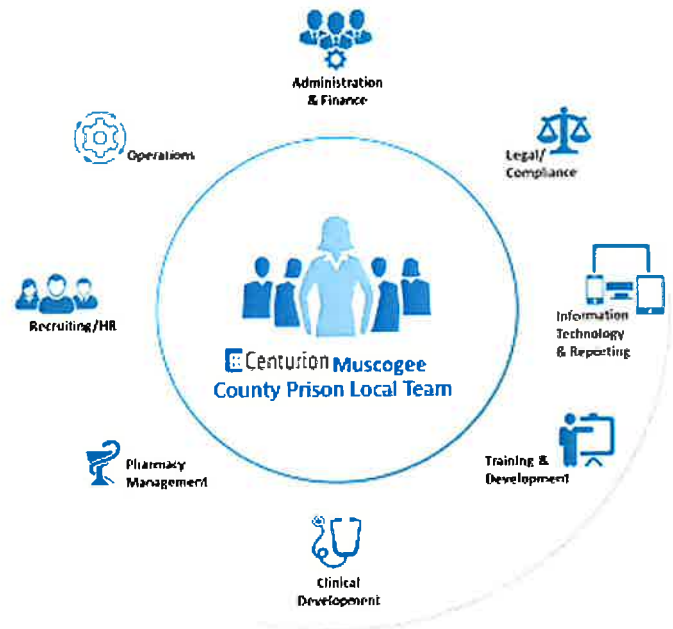 Administration
& Finance
Operations
Legal/
Compliance
Recruiting/HR
Centurion Muscogee
County Prison Local Team
Information
Technology
& Reporting
Pharmacy
Management
Training &
Development
Clinical
Development